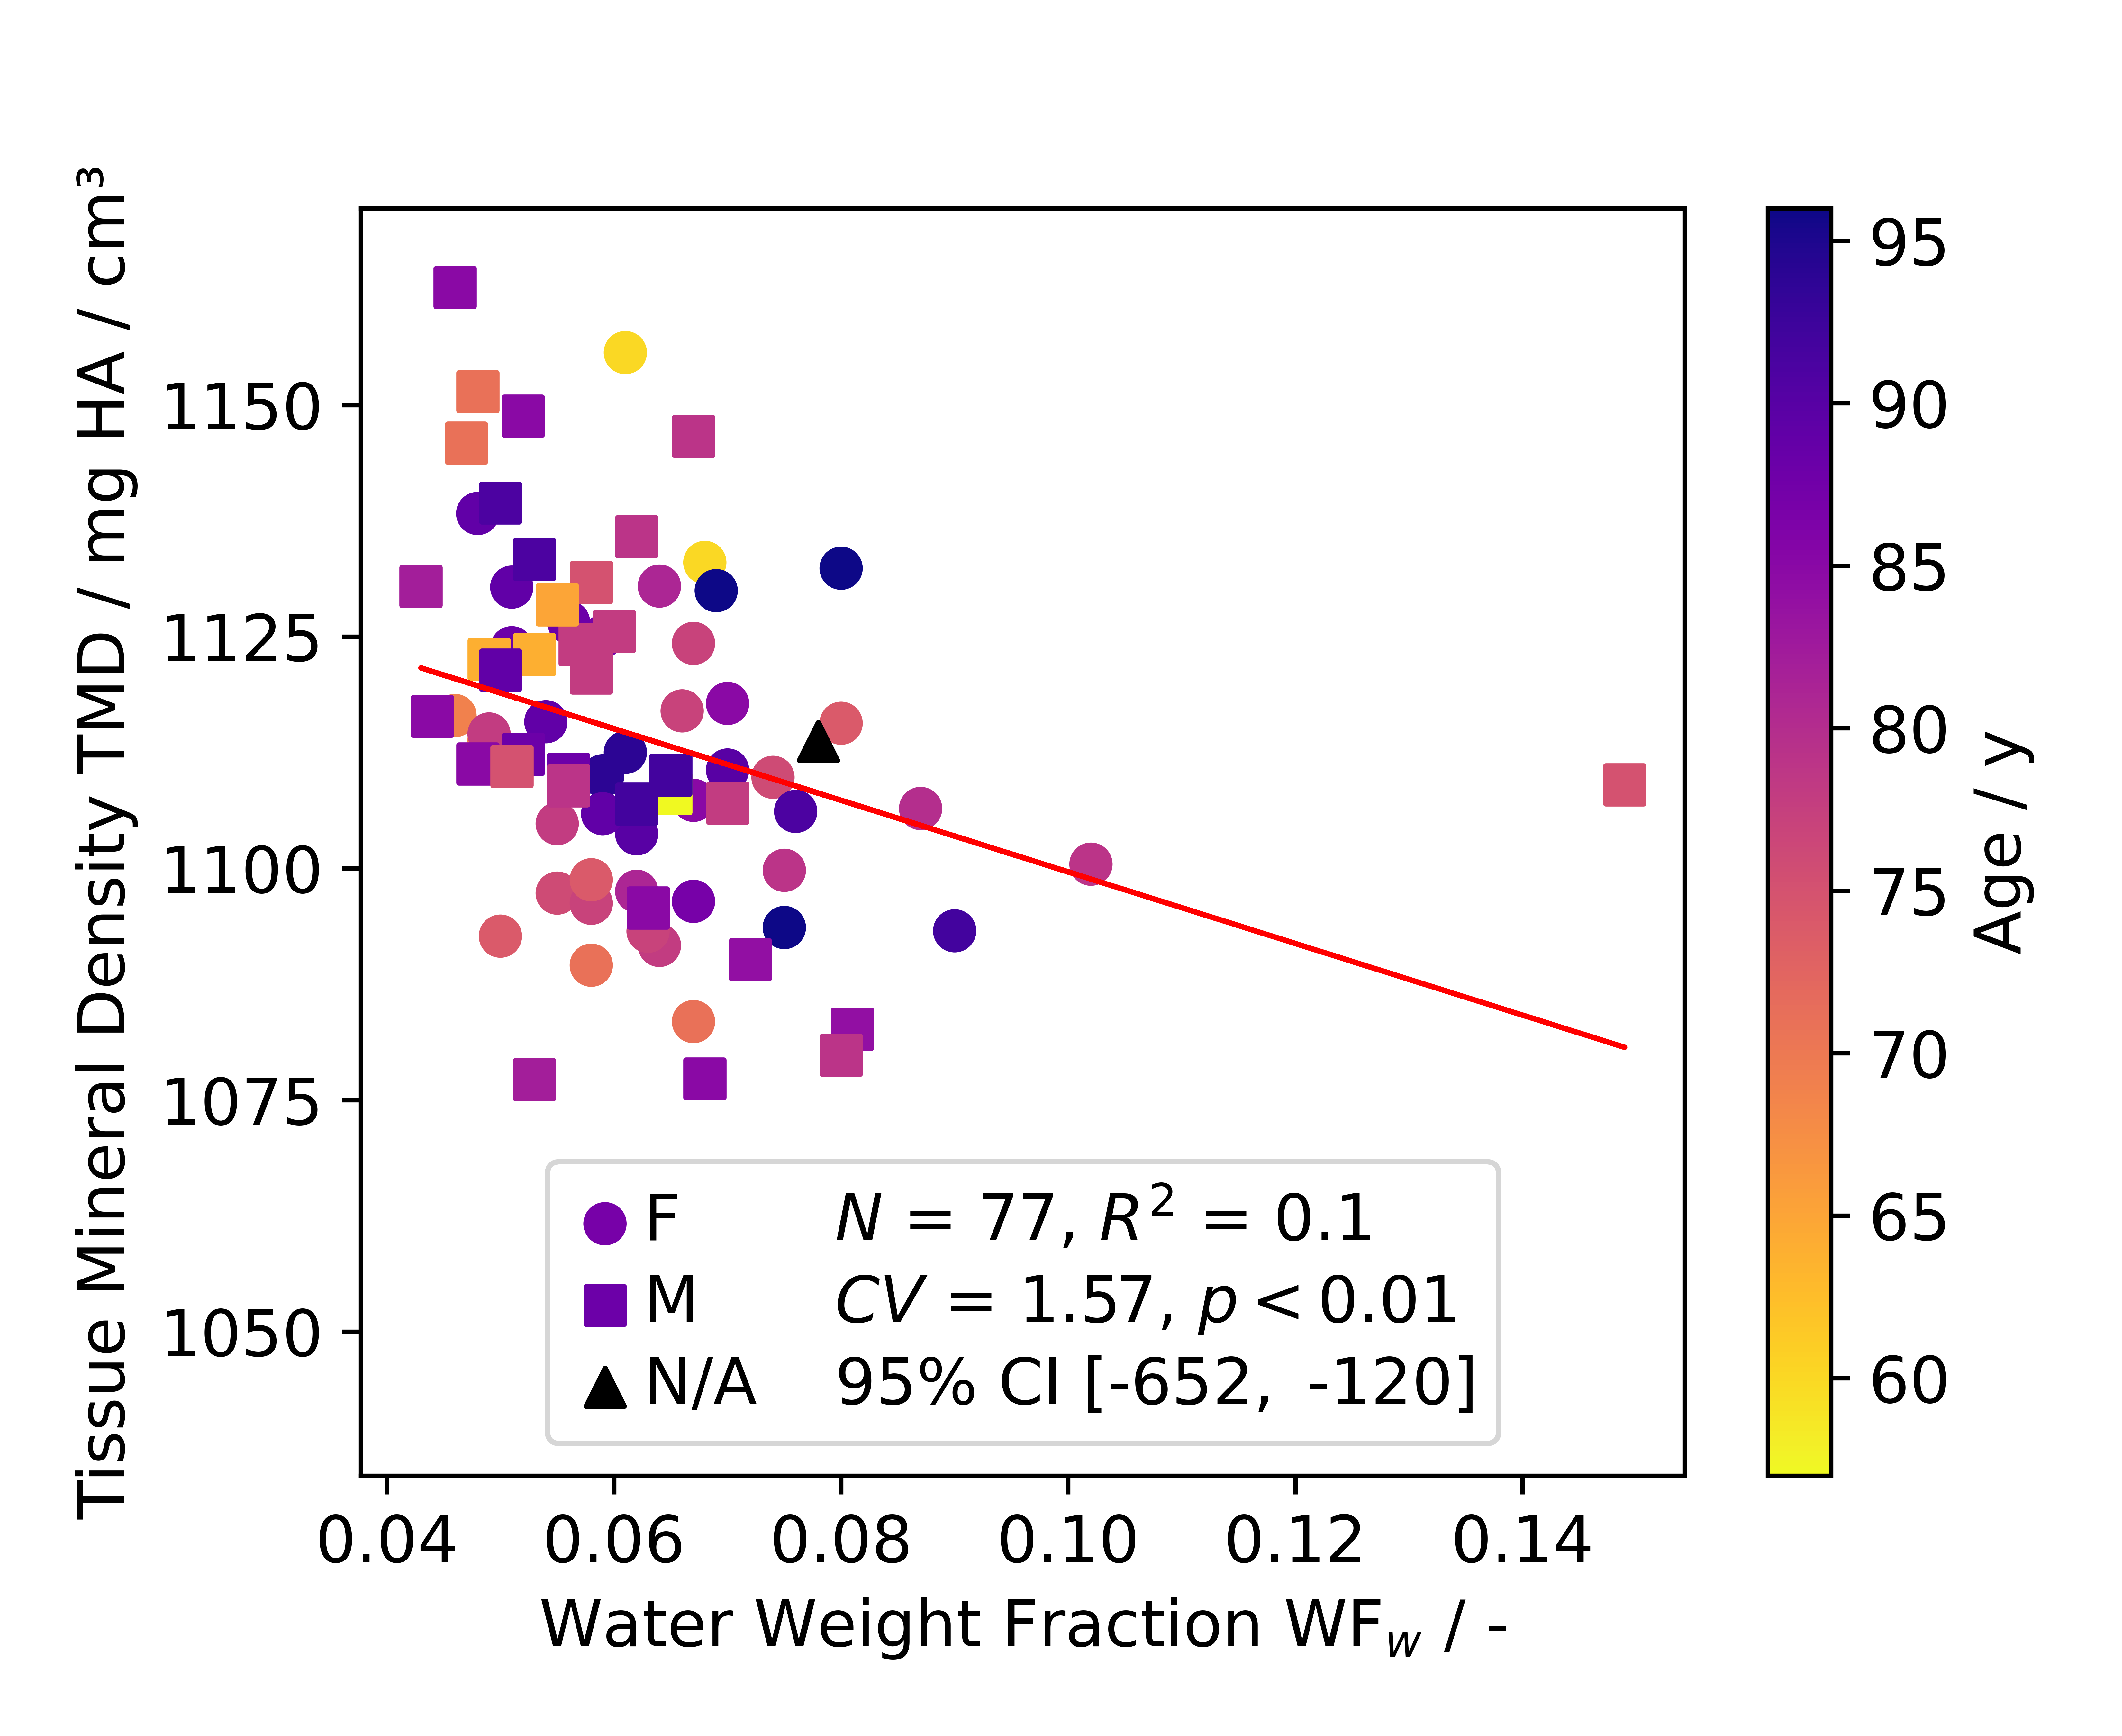 Tissue Mineral Density TMD / mg HA / cm³
1150
1125
1100
1075
1050
F N = 77, R² = 0.1
M CV = 1.57, p < 0.01
N/A 95% CI [-652, -120]
0.04 0.06 0.08 0.10 0.12 0.14
Water Weight Fraction WF_w / -
95
90
85
80
75
70
65
60
Age / y